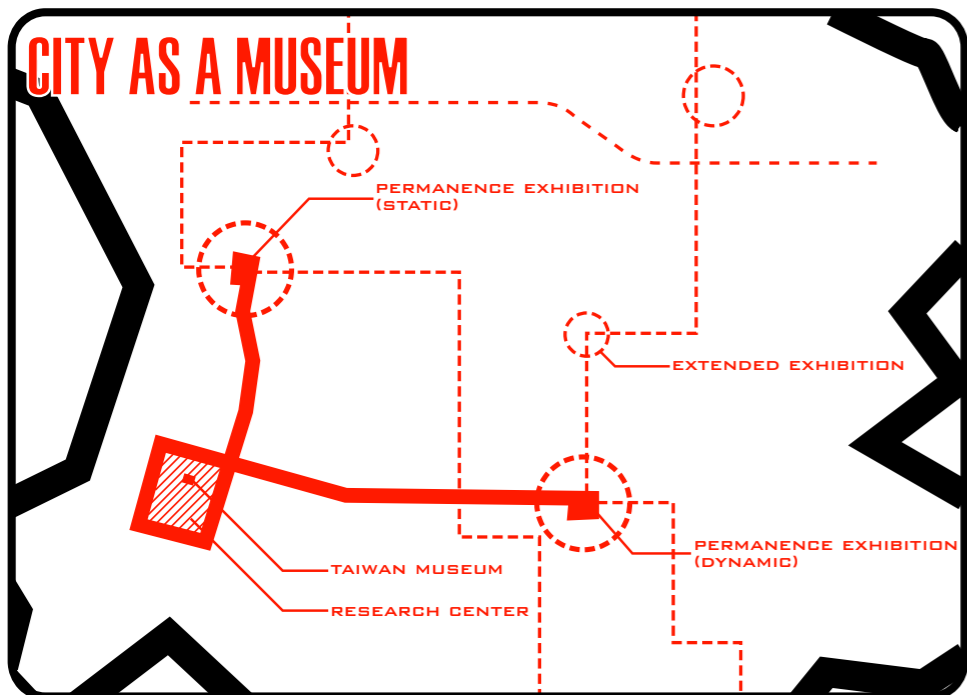 CITY AS A MUSEUM
PERMANENCE EXHIBITION
(STATIC)
EXTENDED EXHIBITION
PERMANENCE EXHIBITION
(DYNAMIC)
TAIWAN MUSEUM
RESEARCH CENTER